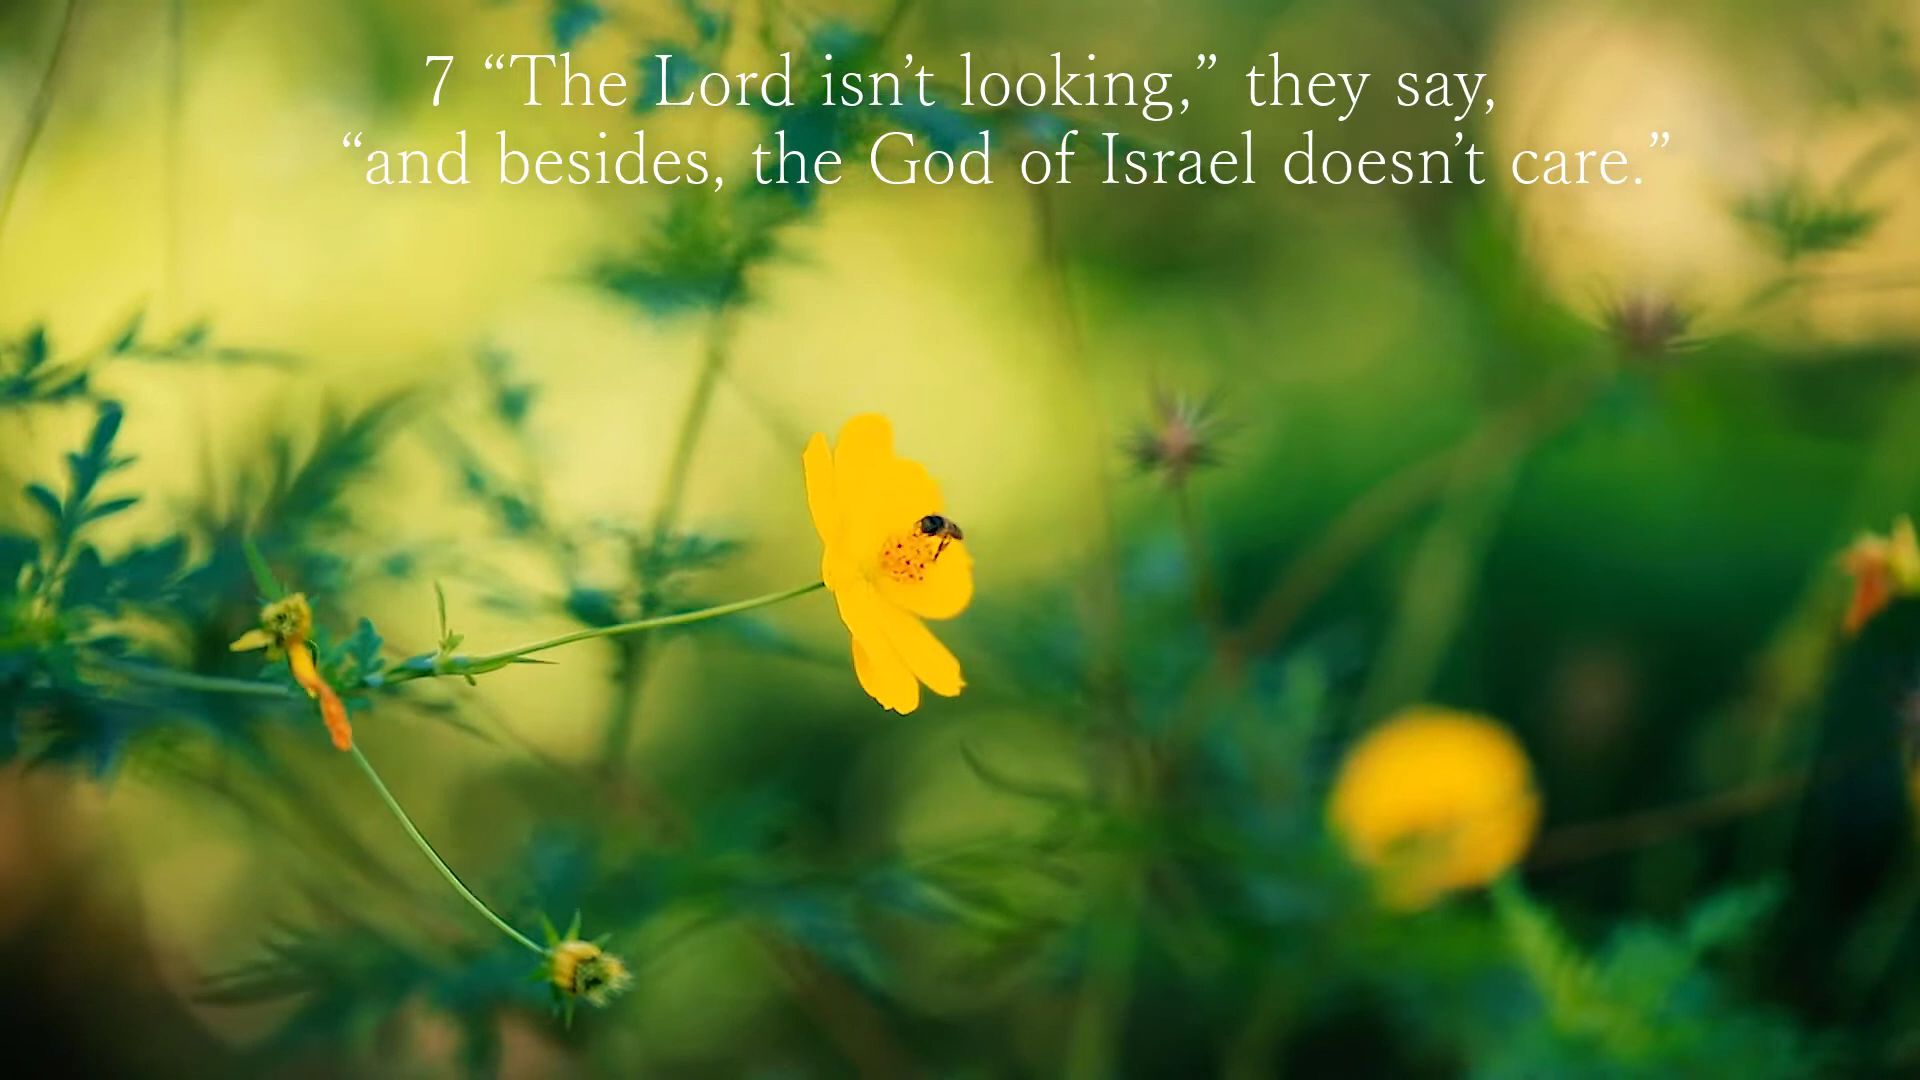 7 “The Lord isn’t looking,” they say,
“and besides, the God of Israel doesn’t care.”